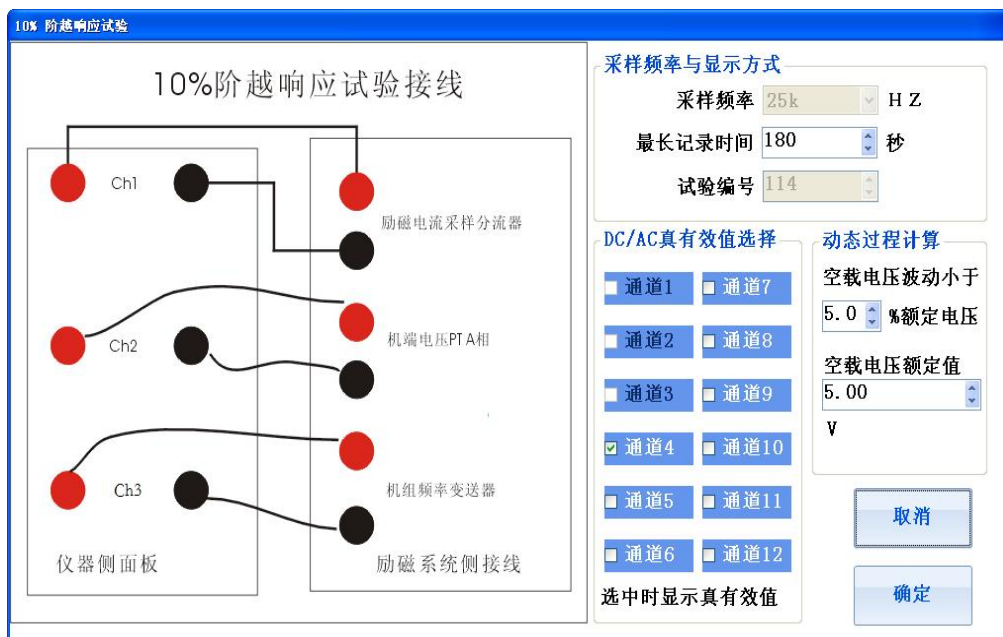 10% 阶越响应试验
10%阶越响应试验接线
Ch1
励磁电流采样分流器
Ch2
机端电压PT A相
Ch3
机组频率变送器
仪器侧面板
励磁系统侧接线
采样频率与显示方式
采样频率 25k HZ
最长记录时间 180 秒
试验编号 114
DC/AC真有效值选择
通道1 通道7
通道2 通道8
通道3 通道9
通道4 通道10
通道5 通道11
通道6 通道12
选中时显示真有效值
动态过程计算
空载电压波动小于
5.0 %额定电压
空载电压额定值
5.00
V
取消
确定